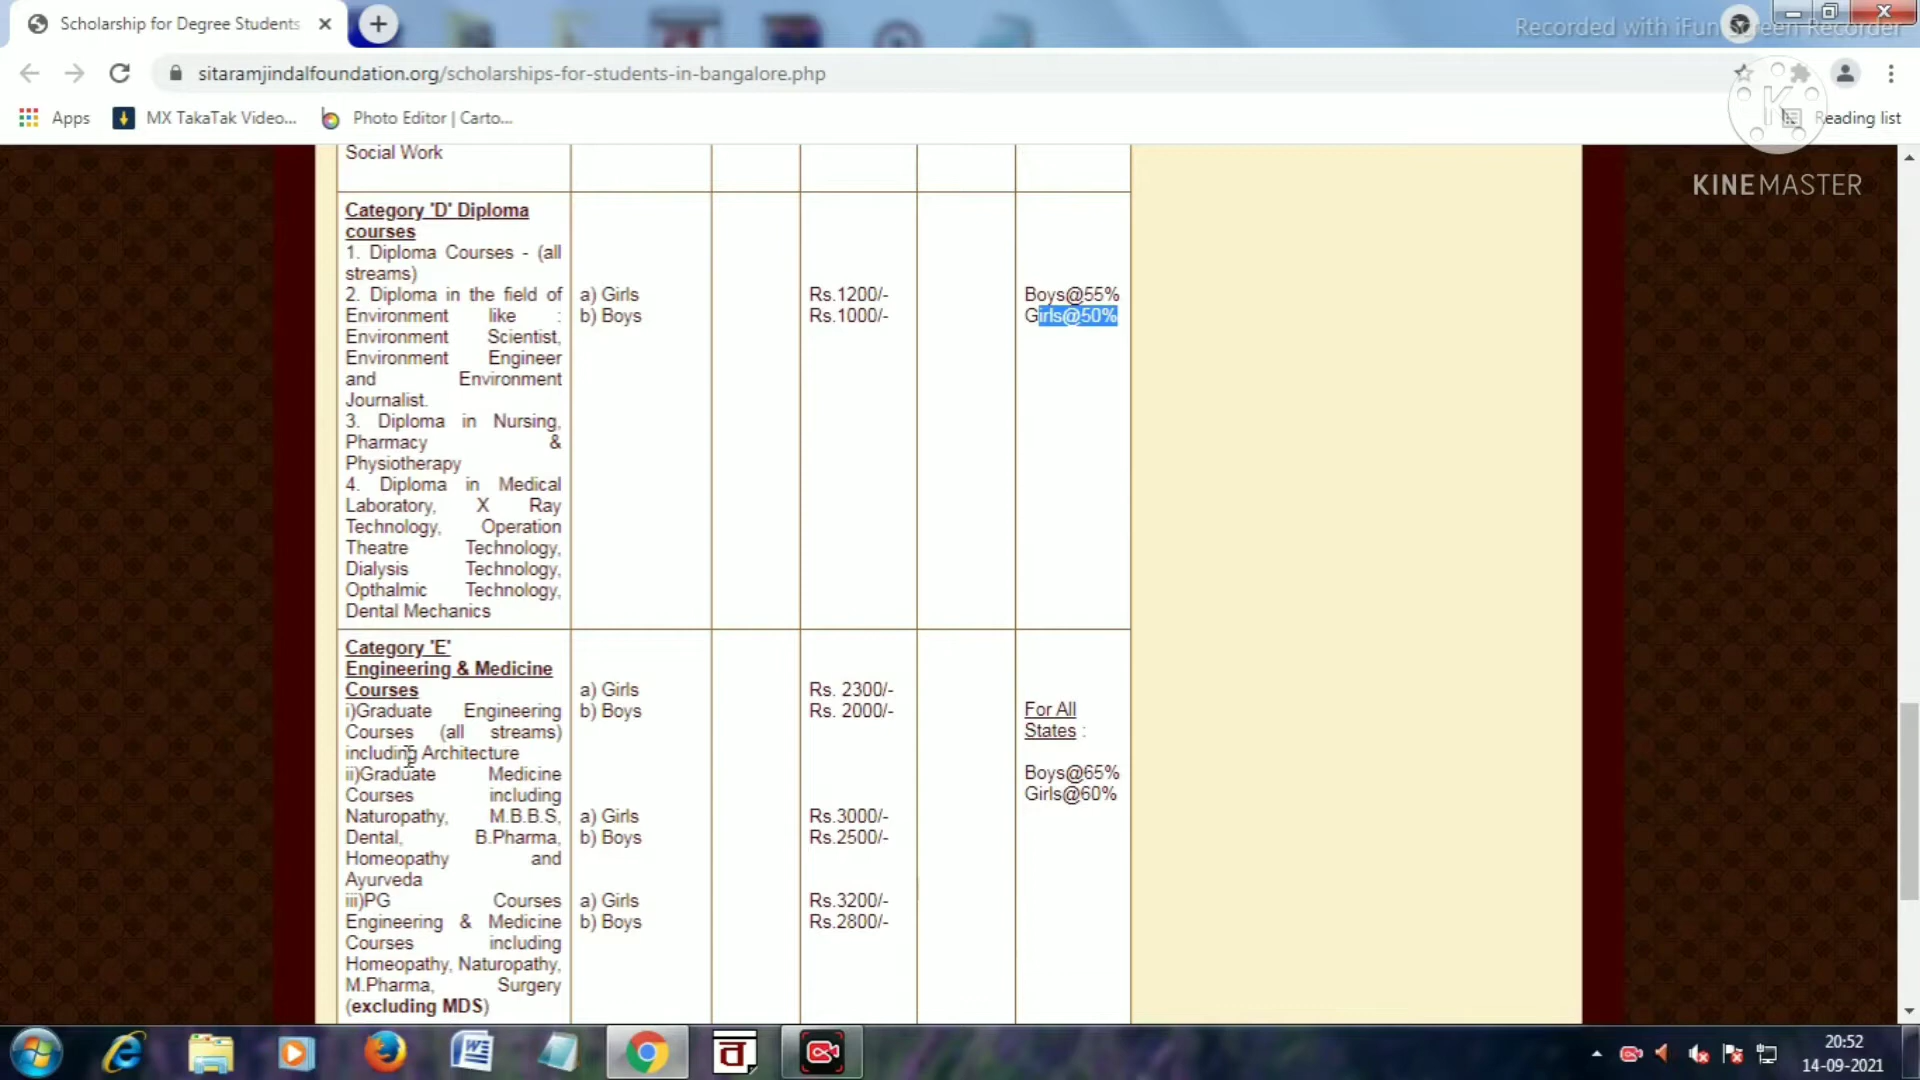 Scholarship for Degree Students
Recorded with iFun Screen Recorder
sitaramjindalfoundation.org/scholarships-for-students-in-bangalore.php
Apps
MX TakaTak Video...
Photo Editor | Carto...
Reading list
KINEMASTER
Social Work
Category 'D' Diploma
courses
1. Diploma Courses - (all
streams)
2. Diploma in the field of
Environment like :
Environment Scientist,
Environment Engineer
and Environment
Journalist.
3. Diploma in Nursing,
Pharmacy &
Physiotherapy
4. Diploma in Medical
Laboratory, X Ray
Technology, Operation
Theatre Technology,
Dialysis Technology,
Opthalmic Technology,
Dental Mechanics
a) Girls
b) Boys
Rs.1200/-
Rs.1000/-
Boys@55%
Girls@50%
Category 'E'
Engineering & Medicine
Courses
i)Graduate Engineering
Courses (all streams)
including Architecture
ii)Graduate Medicine
Courses including
Naturopathy, M.B.B.S,
Dental, B.Pharma,
Homeopathy and
Ayurveda
iii)PG Courses
Engineering & Medicine
Courses including
Homeopathy, Naturopathy,
M.Pharma, Surgery
(excluding MDS)
a) Girls
b) Boys
a) Girls
b) Boys
a) Girls
b) Boys
Rs. 2300/-
Rs. 2000/-
Rs.3000/-
Rs.2500/-
Rs.3200/-
Rs.2800/-
For All
States :
Boys@65%
Girls@60%
20:52
14-09-2021